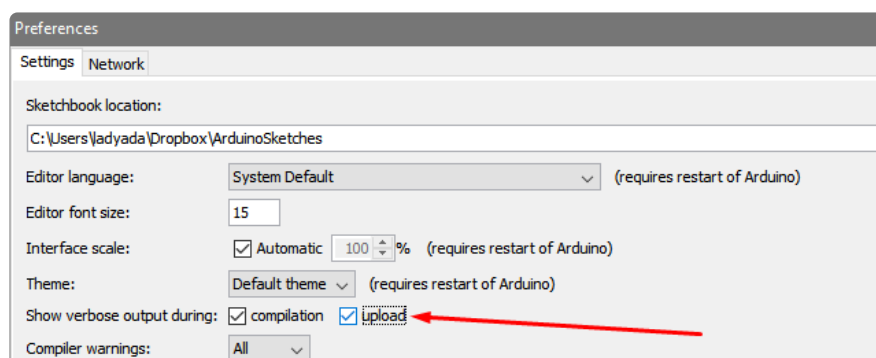 Preferences
Settings Network
Sketchbook location:
C:\Users\ladyada\Dropbox\ArduinoSketches
Editor language: System Default (requires restart of Arduino)
Editor font size: 15
Interface scale: Automatic 100 % (requires restart of Arduino)
Theme: Default theme (requires restart of Arduino)
Show verbose output during: compilation upload
Compiler warnings: All